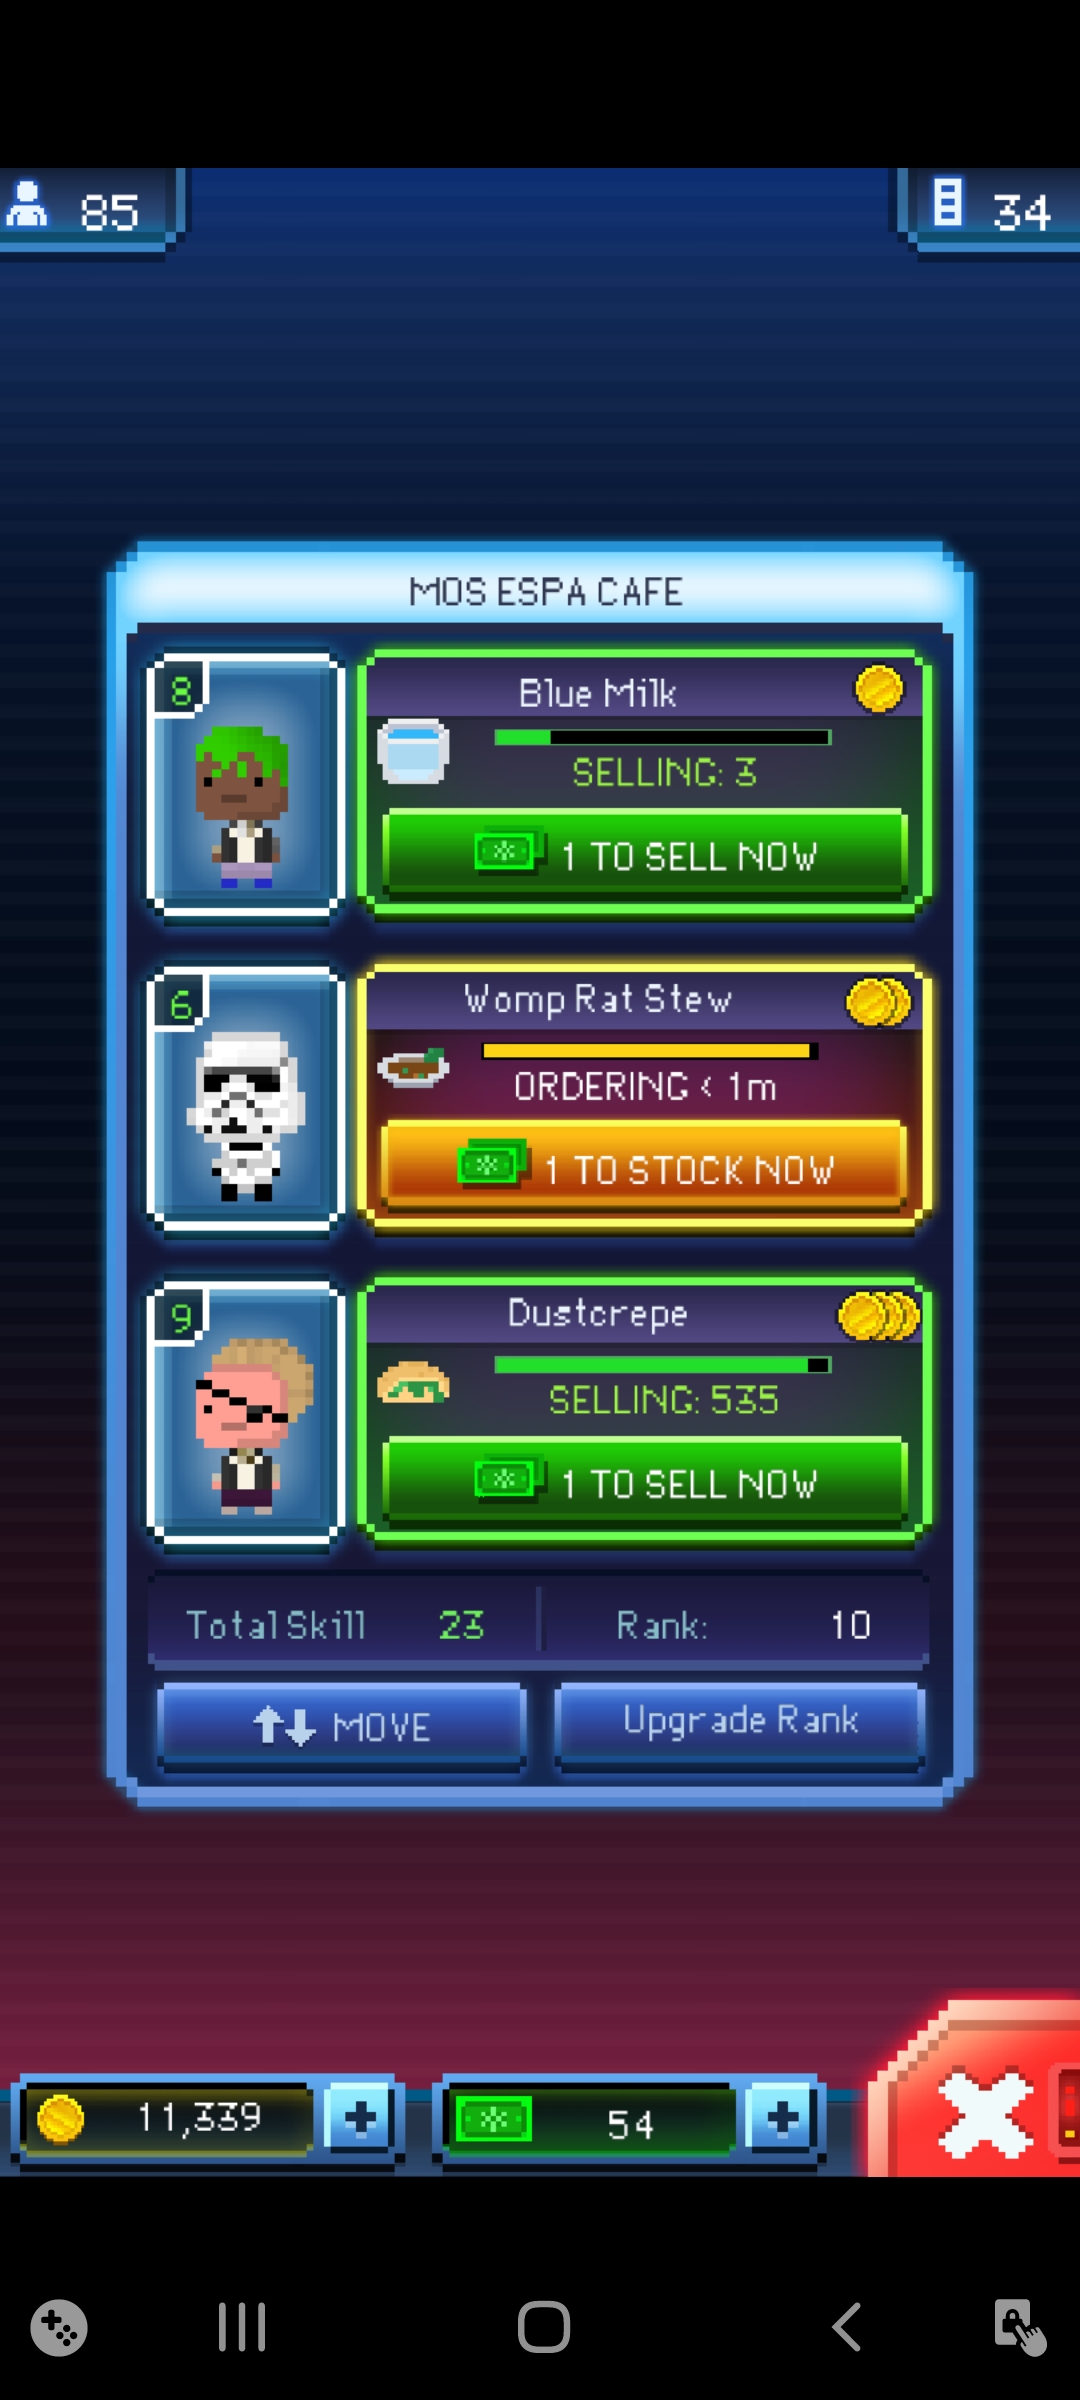 85
34
MOS ESPA CAFE
8
Blue Milk
SELLING: 3
1 TO SELL NOW
6
Womp Rat Stew
ORDERING < 1m
1 TO STOCK NOW
9
Dustcrepe
SELLING: 535
1 TO SELL NOW
Total Skill 23 Rank: 10
MOVE Upgrade Rank
11,339 54